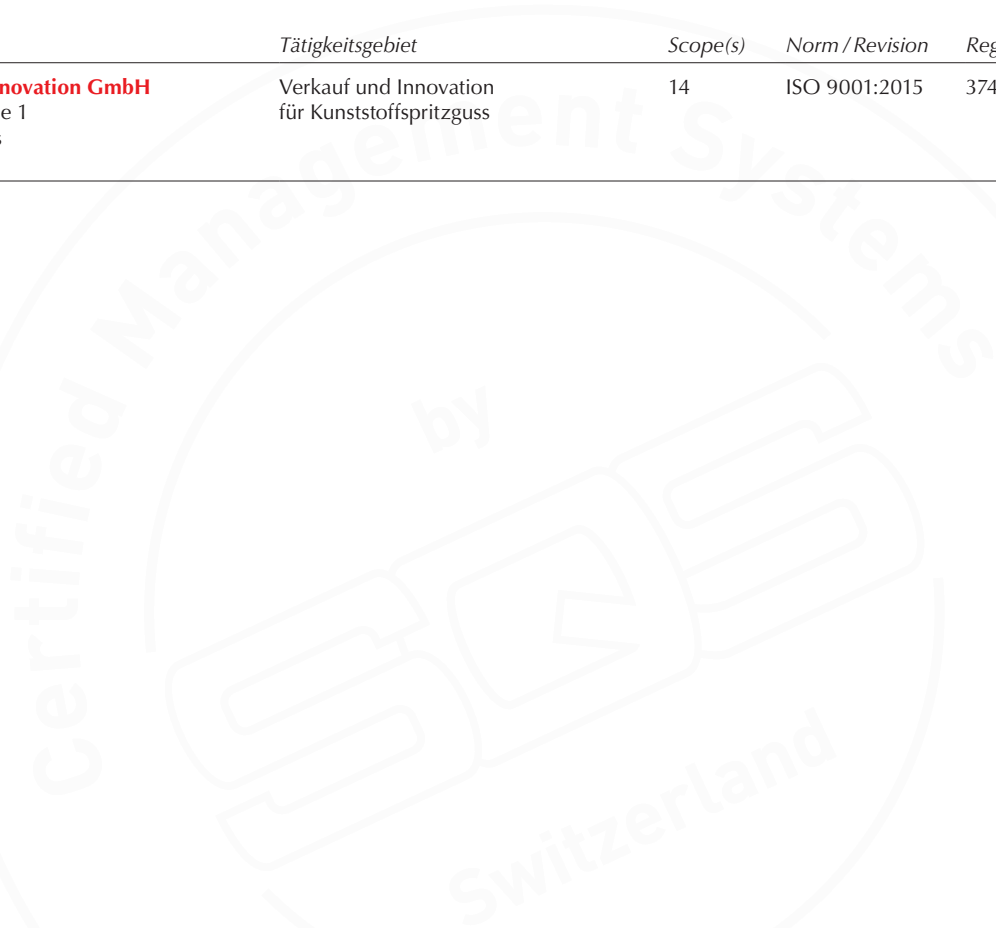 Tätigkeitsgebiet Scope(s) Norm / Revision Reg
novation GmbH Verkauf und Innovation 14 ISO 9001:2015 374
e 1 für Kunststoffspritzguss
s
Certified Management Systems
by
SQS
Switzerland